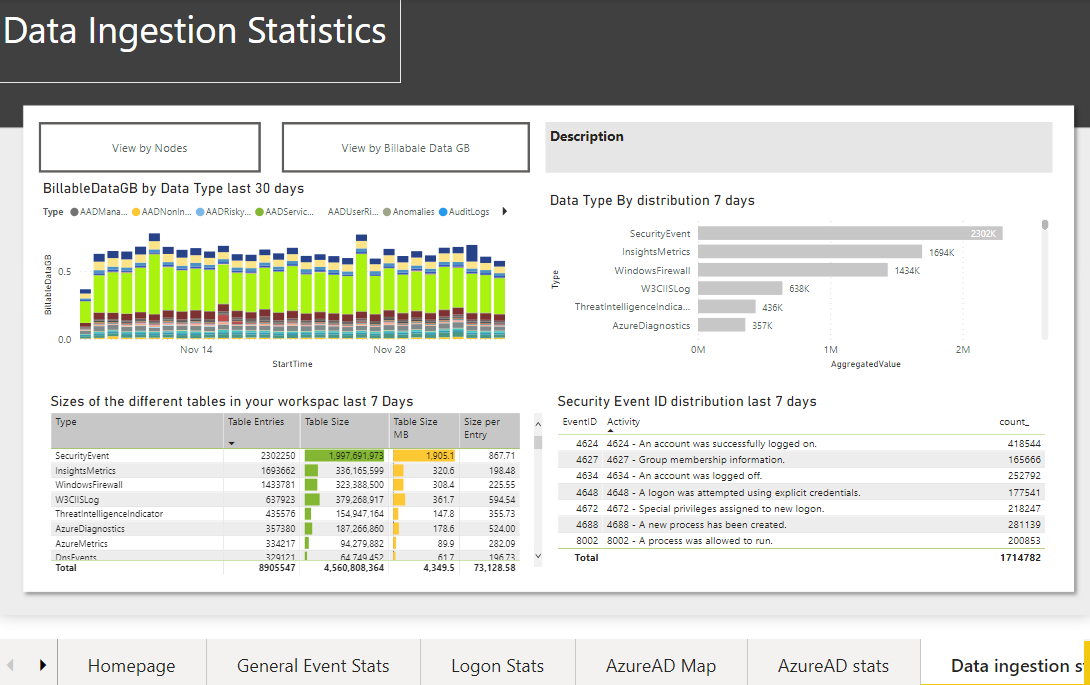 Data Ingestion Statistics
View by Nodes
View by Billabale Data GB
Description
BillableDataGB by Data Type last 30 days
Type AADMana... AADNonIn... AADRisky... AADServic... AADUserRi... Anomalies AuditLogs
BillableDataGB
0.5
0.0
Nov 14 Nov 28
StartTime
Data Type By distribution 7 days
Type
SecurityEvent 2302K
InsightsMetrics 1694K
WindowsFirewall 1434K
W3CIISLog 638K
ThreatIntelligenceIndica... 436K
AzureDiagnostics 357K
0M 1M 2M
AggregatedValue
Sizes of the different tables in your workspac last 7 Days
Type Table Entries Table Size Table Size MB Size per Entry
SecurityEvent 2302250 1,997,691,973 1,905.1 867.71
InsightsMetrics 1693662 336,165,599 320.6 198.48
WindowsFirewall 1433781 323,388,500 308.4 225.55
W3CIISLog 637923 379,268,917 361.7 594.54
ThreatIntelligenceIndicator 435576 154,947,164 147.8 355.73
AzureDiagnostics 357380 187,266,860 178.6 524.00
AzureMetrics 334217 94,279,882 89.9 282.09
DnsEvents 329121 64,749,452 61.7 196.73
Total 8905547 4,560,808,364 4,349.5 73,128.58
Security Event ID distribution last 7 days
EventID Activity count_
4624 4624 - An account was successfully logged on. 418544
4627 4627 - Group membership information. 165666
4634 4634 - An account was logged off. 252792
4648 4648 - A logon was attempted using explicit credentials. 177541
4672 4672 - Special privileges assigned to new logon. 218247
4688 4688 - A new process has been created. 281139
8002 8002 - A process was allowed to run. 200853
Total 1714782
Homepage General Event Stats Logon Stats AzureAD Map AzureAD stats Data ingestion st